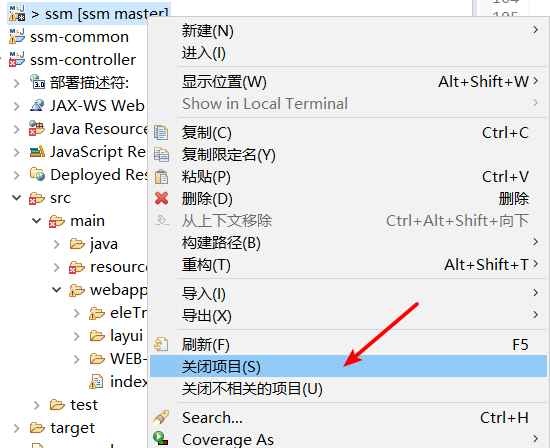 104
105
> ssm [ssm master]
ssm-common
ssm-controller
部署描述符:
JAX-WS Web
Java Resource
JavaScript Res
Deployed Res
src
main
java
resource
webapp
eleTr
layui
WEB-
index
test
target
新建(N)
进入(I)
显示位置(W) Alt+Shift+W
Show in Local Terminal
复制(C) Ctrl+C
复制限定名(Y)
粘贴(P) Ctrl+V
删除(D) 删除
从上下文移除 Ctrl+Alt+Shift+向下
构建路径(B)
重构(T) Alt+Shift+T
导入(I)
导出(X)
刷新(F) F5
关闭项目(S)
关闭不相关的项目(U)
Search... Ctrl+H
Coverage As